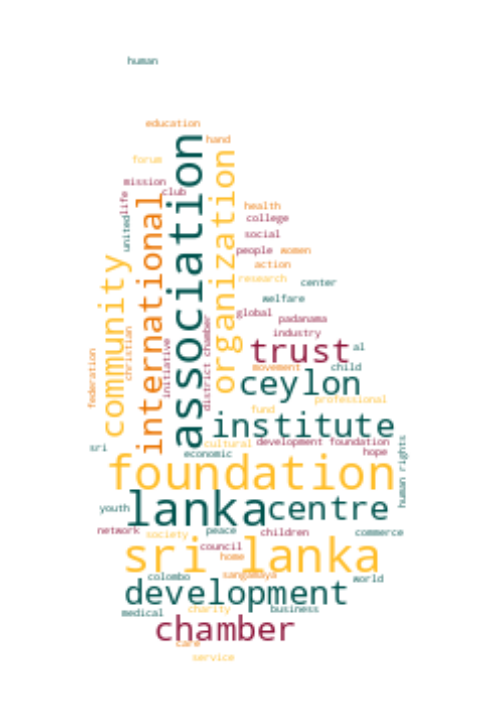 human
education
hand
forum
association
organization
mission
club
life
international
united
health
college
social
people
women
action
research
center
community
welfare
global
padanama
district chamber
industry
christian
initiative
trust
al
federation
movement
child
ceylon
professional
fund
institute
sri
cultural
development foundation
economic
hope
human rights
foundation
youth
lanka
centre
network
society
peace
children
commerce
council
sri lanka
home
colombo
sangamaya
world
development
medical
charity
business
chamber
care
service